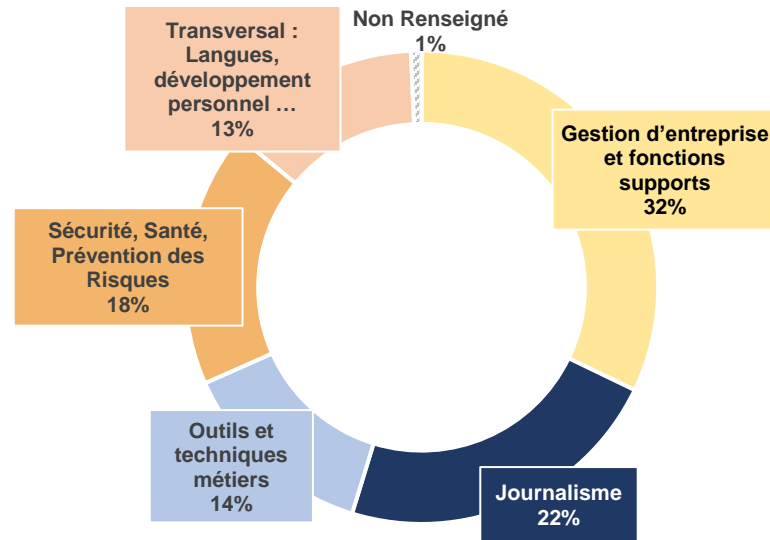 Non Renseigné
1%
Gestion d’entreprise
et fonctions
supports
32%
Journalisme
22%
Outils et
techniques
métiers
14%
Sécurité, Santé,
Prévention des
Risques
18%
Transversal :
Langues,
développement
personnel …
13%